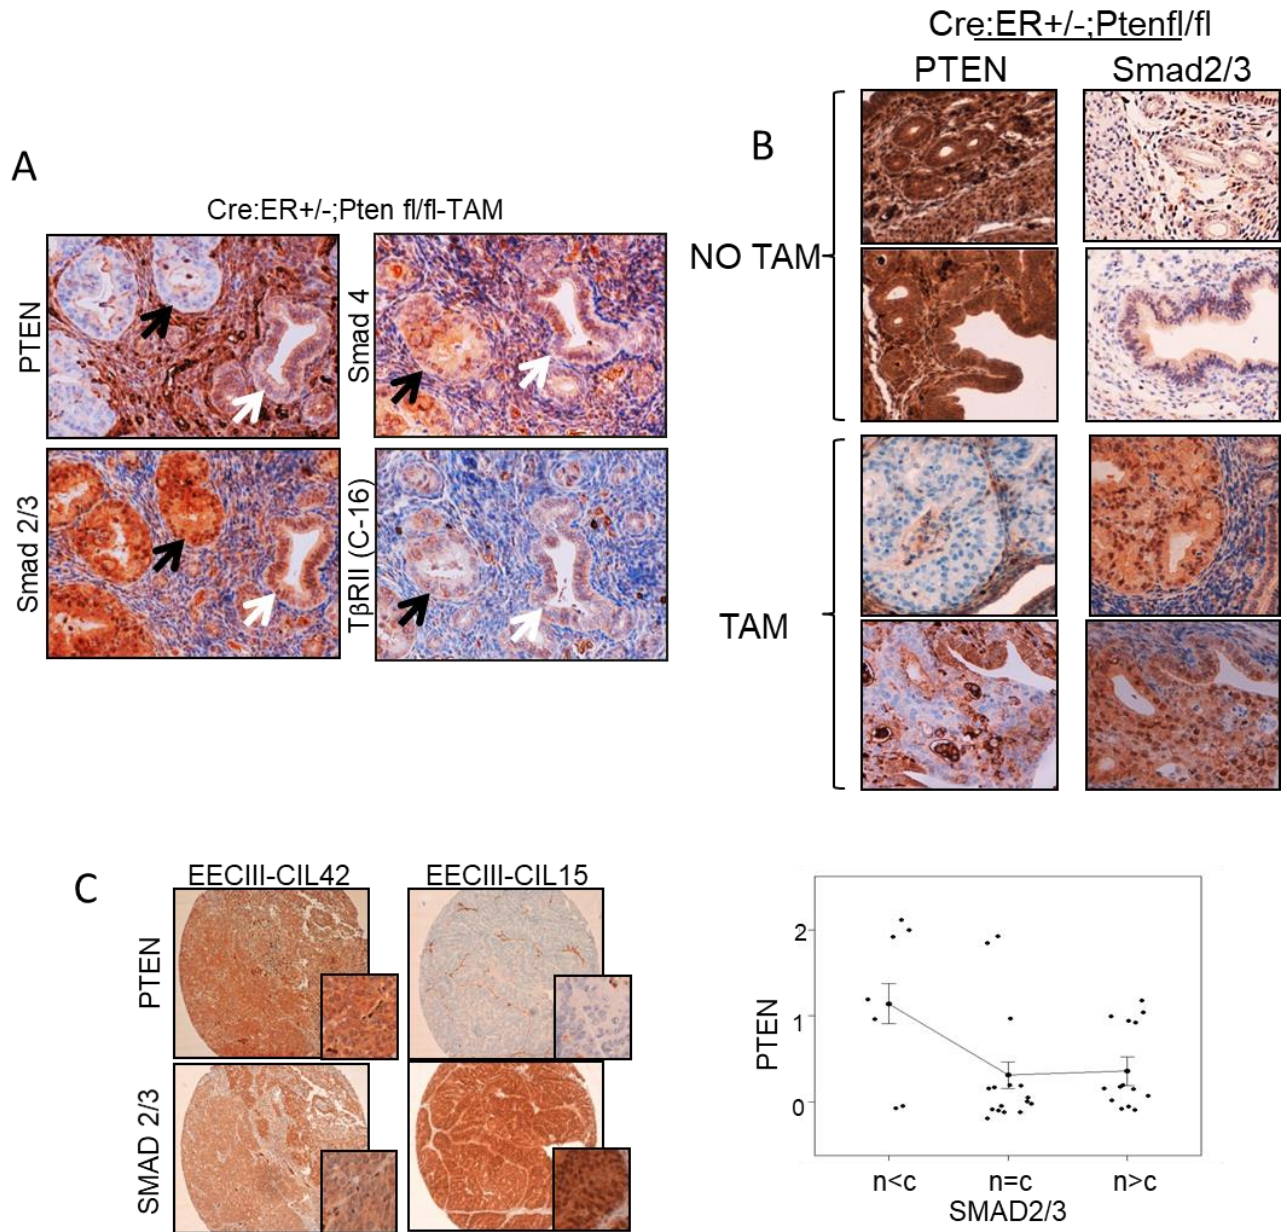 A
Cre:ER+/-;Pten fl/fl-TAM
PTEN
Smad 4
Smad 2/3
TβRII (C-16)
B
Cre:ER+/-;Ptenfl/fl
PTEN
Smad2/3
NO TAM
TAM
C
EECIII-CIL42
EECIII-CIL15
PTEN
SMAD 2/3
PTEN
2
1
0
n<c
n=c
n>c
SMAD2/3